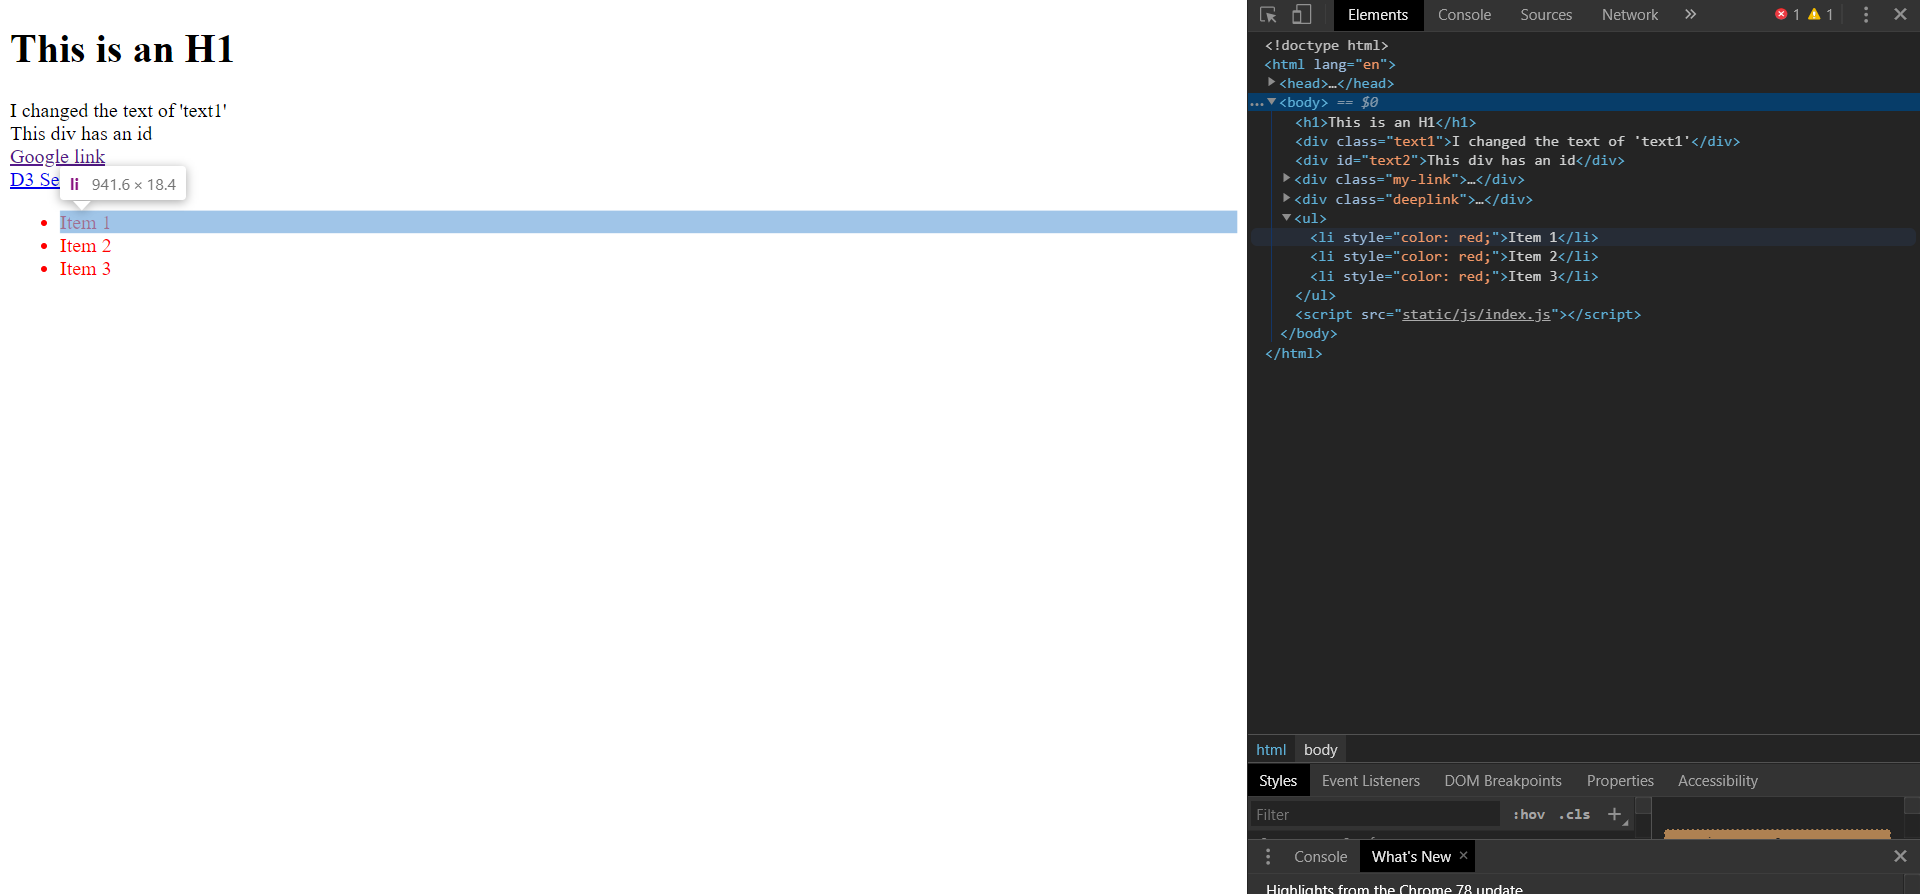 This is an H1
I changed the text of 'text1'
This div has an id
Google link
D3 Se
li 941.6 × 18.4
Item 1
Item 2
Item 3
Elements Console Sources Network » 1 1
<!doctype html>
<html lang="en">
<head>…</head>
… <body> == $0
<h1>This is an H1</h1>
<div class="text1">I changed the text of 'text1'</div>
<div id="text2">This div has an id</div>
<div class="my-link">…</div>
<div class="deeplink">…</div>
<ul>
<li style="color: red;">Item 1</li>
<li style="color: red;">Item 2</li>
<li style="color: red;">Item 3</li>
</ul>
<script src="static/js/index.js"></script>
</body>
</html>
html body
Styles Event Listeners DOM Breakpoints Properties Accessibility
Filter :hov .cls +
Console What's New ×
Highlights from the Chrome 78 update